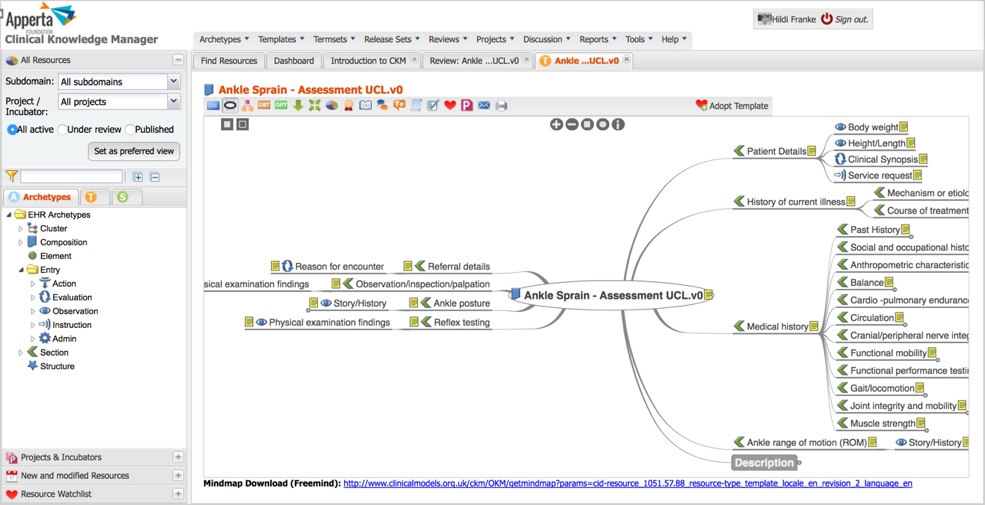 Apperta
FOUNDATION
Clinical Knowledge Manager
Hildi Franke Sign out.
Archetypes Templates Termsets Release Sets Reviews Projects Discussion Reports Tools Help
All Resources
Find Resources Dashboard Introduction to CKM Review: Ankle ...UCL.v0 T Ankle ...UCL.v0
Subdomain: All subdomains
Project / Incubator: All projects
All active Under review Published
Set as preferred view
A Archetypes T S
EHR Archetypes
Cluster
Composition
Element
Entry
Action
Evaluation
Observation
Instruction
Admin
Section
Structure
Projects & Incubators
New and modified Resources
Resource Watchlist
Ankle Sprain - Assessment UCL.v0
Adopt Template
Patient Details
Body weight
Height/Length
Clinical Synopsis
Service request
History of current illness
Mechanism or etiolo
Course of treatment
Medical history
Past History
Social and occupational histo
Anthropometric characteristic
Balance
Cardio -pulmonary endurance
Circulation
Cranial/peripheral nerve integ
Functional mobility
Functional performance testin
Gait/locomotion
Joint integrity and mobility
Muscle strength
Ankle range of motion (ROM)
Story/History
Description
Reason for encounter Referral details
sical examination findings Observation/inspection/palpation
Story/History Ankle posture
Physical examination findings Reflex testing
Ankle Sprain - Assessment UCL.v0
Mindmap Download (Freemind): http://www.clinicalmodels.org.uk/ckm/OKM/getmindmap?params=cid-resource_1051.57.88_resource-type_template_locale_en_revision_2_language_en